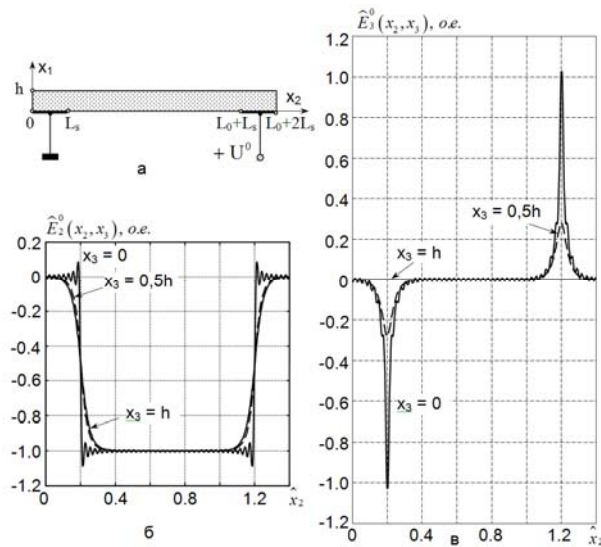 x₁
h
x₂
0 Lₛ L₀+Lₛ L₀+2Lₛ
+ U⁰
а
Ê₂⁰(x₂, x₃), о.е.
0.2
0
-0.2
-0.4
-0.6
-0.8
-1.0
-1.2
x₃ = 0
x₃ = 0,5h
x₃ = h
0 0.4 0.8 1.2 x̂₂
б
Ê₃⁰(x₂, x₃), о.е.
1.0
0.8
0.6
0.4
0.2
0
-0.2
-0.4
-0.6
-0.8
-1.0
-1.2
x₃ = 0,5h
x₃ = h
x₃ = 0
0 0.4 0.8 1.2 x̂₂
в